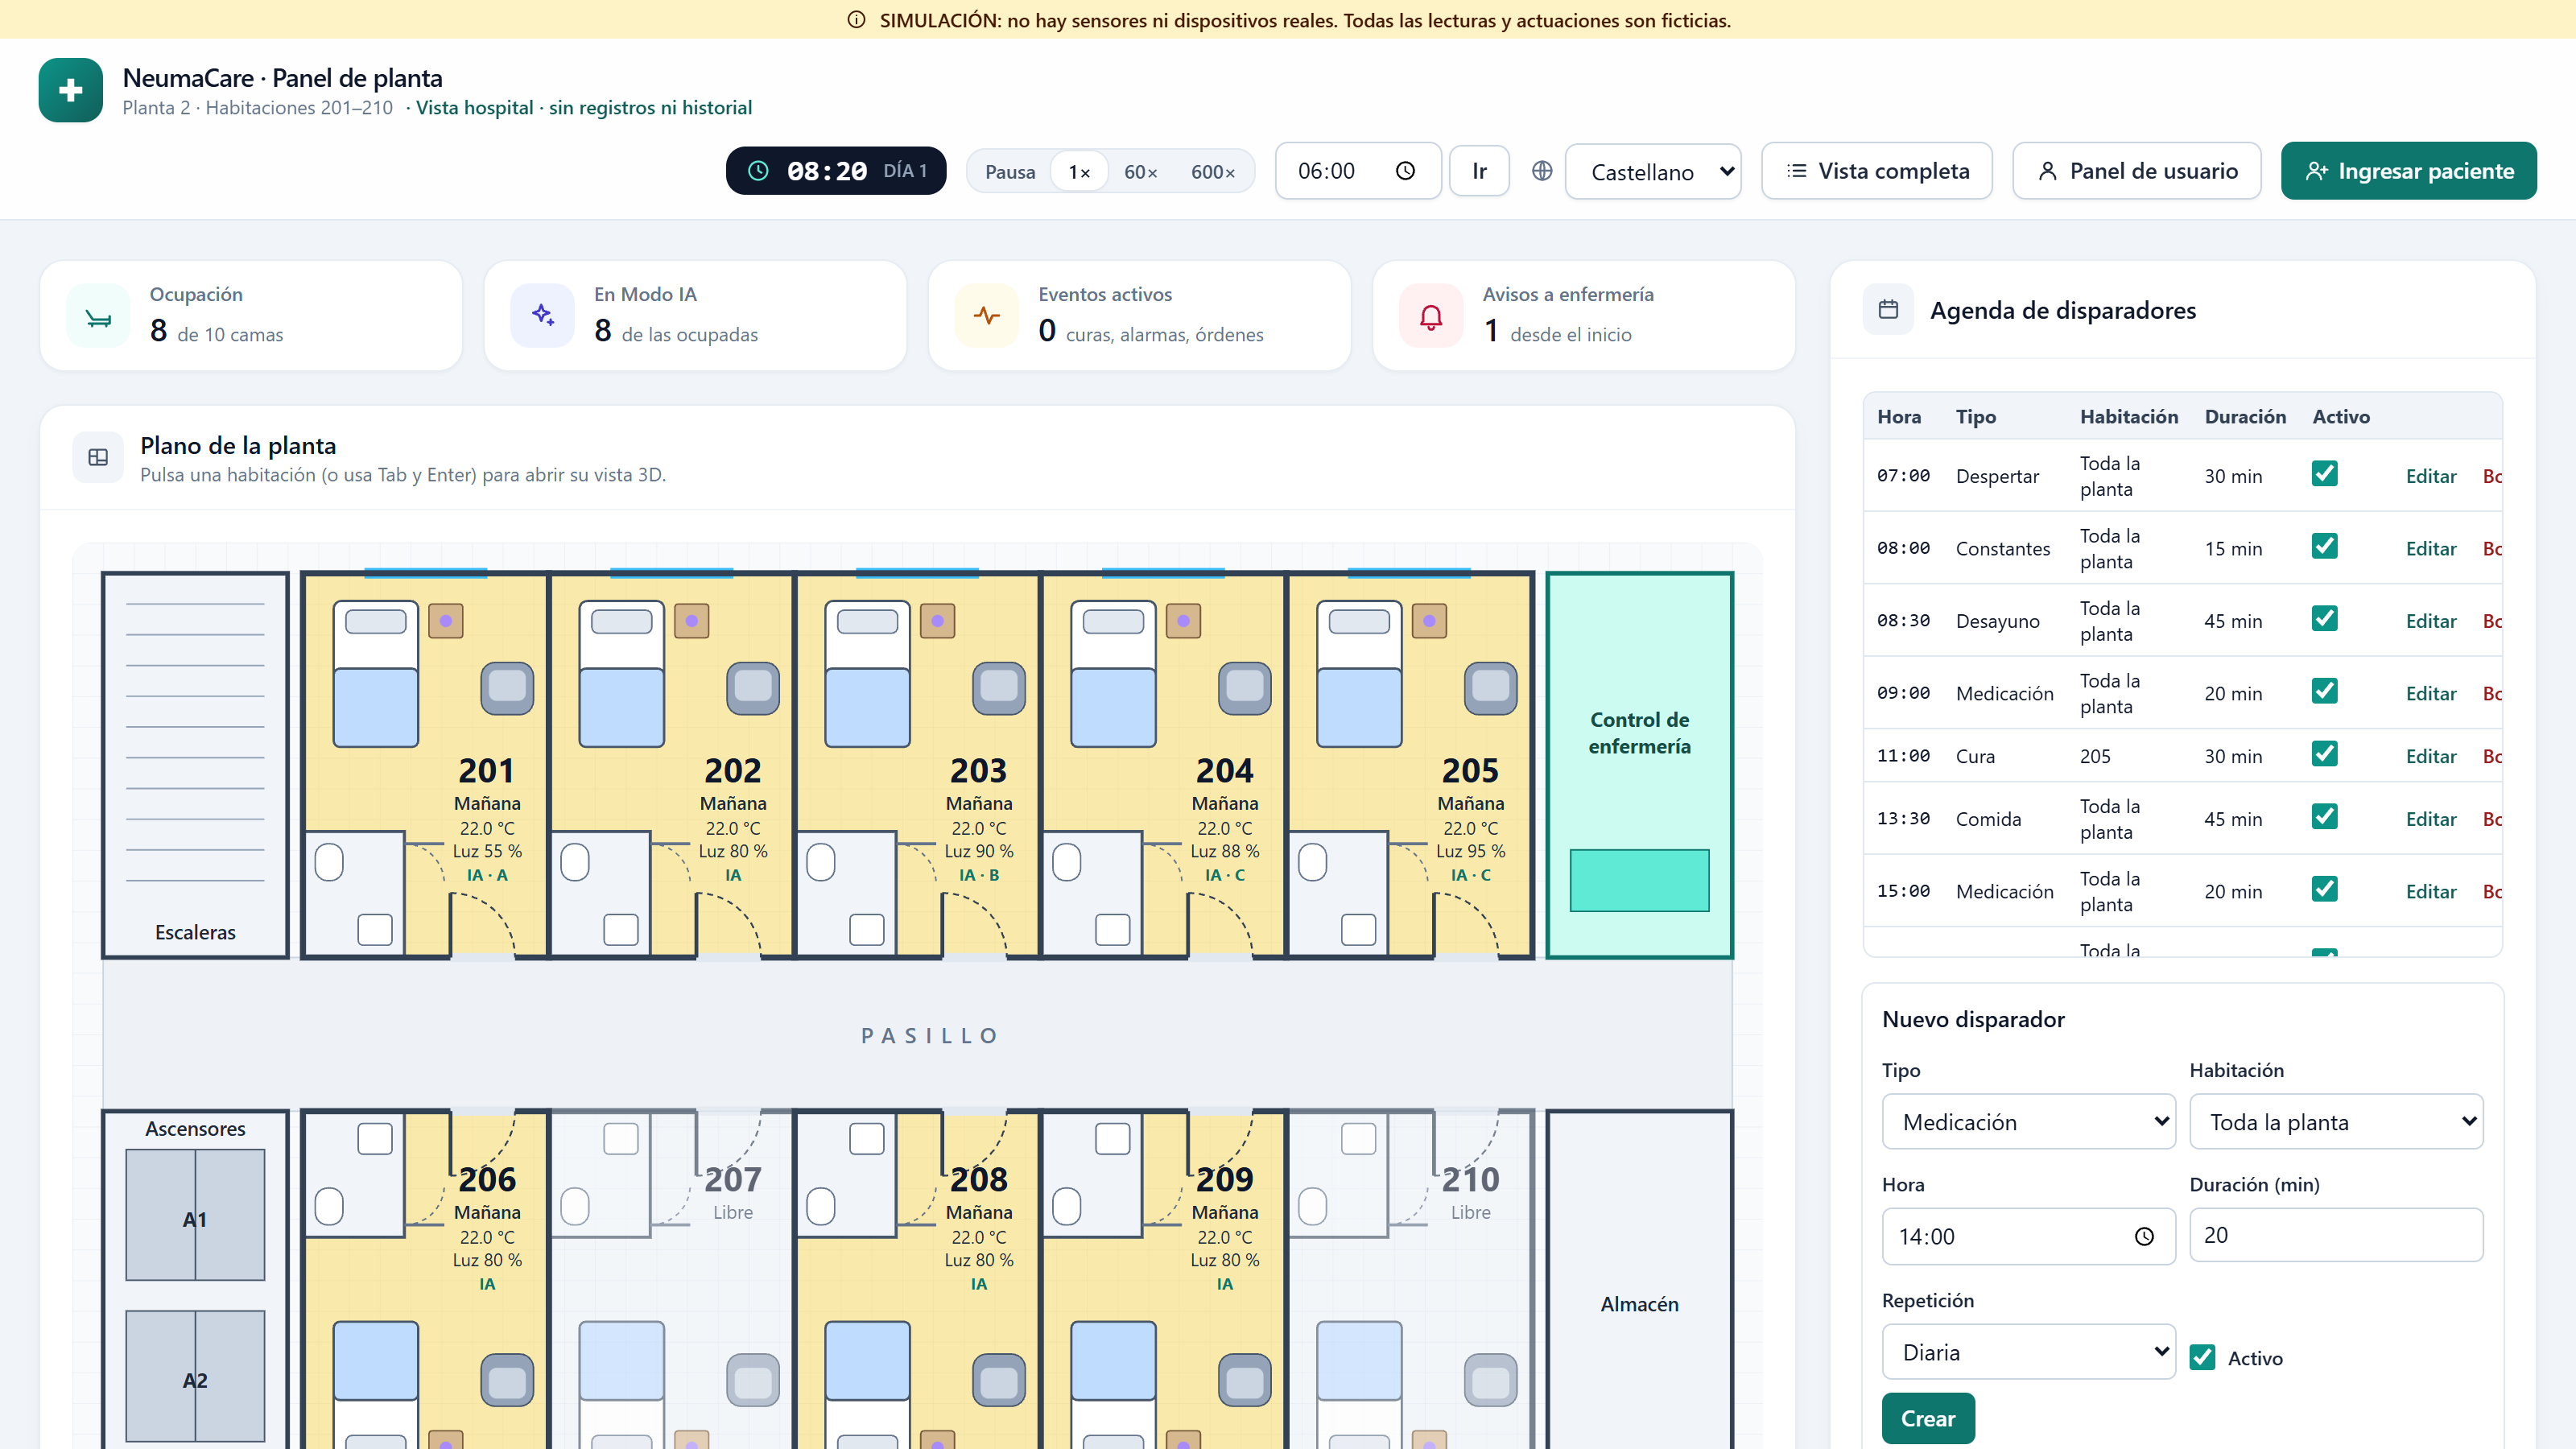 SIMULACIÓN: no hay sensores ni dispositivos reales. Todas las lecturas y actuaciones son ficticias.
NeumaCare · Panel de planta
Planta 2 · Habitaciones 201–210 · Vista hospital · sin registros ni historial
08:20 DÍA 1
Pausa 1× 60× 600×
06:00 Ir
Castellano
Vista completa
Panel de usuario
Ingresar paciente
Ocupación
8 de 10 camas
En Modo IA
8 de las ocupadas
Eventos activos
0 curas, alarmas, órdenes
Avisos a enfermería
1 desde el inicio
Plano de la planta
Pulsa una habitación (o usa Tab y Enter) para abrir su vista 3D.
Escaleras
201
Mañana
22.0 °C
Luz 55 %
IA · A
202
Mañana
22.0 °C
Luz 80 %
IA
203
Mañana
22.0 °C
Luz 90 %
IA · B
204
Mañana
22.0 °C
Luz 88 %
IA · C
205
Mañana
22.0 °C
Luz 95 %
IA · C
Control de
enfermería
PASILLO
Ascensores
A1
A2
206
Mañana
22.0 °C
Luz 80 %
IA
207
Libre
208
Mañana
22.0 °C
Luz 80 %
IA
209
Mañana
22.0 °C
Luz 80 %
IA
210
Libre
Almacén
Agenda de disparadores
Hora Tipo Habitación Duración Activo
07:00 Despertar Toda la planta 30 min Editar Bo
08:00 Constantes Toda la planta 15 min Editar Bo
08:30 Desayuno Toda la planta 45 min Editar Bo
09:00 Medicación Toda la planta 20 min Editar Bo
11:00 Cura 205 30 min Editar Bo
13:30 Comida Toda la planta 45 min Editar Bo
15:00 Medicación Toda la planta 20 min Editar Bo
Toda la
Nuevo disparador
Tipo Habitación
Medicación Toda la planta
Hora Duración (min)
14:00 20
Repetición
Diaria Activo
Crear